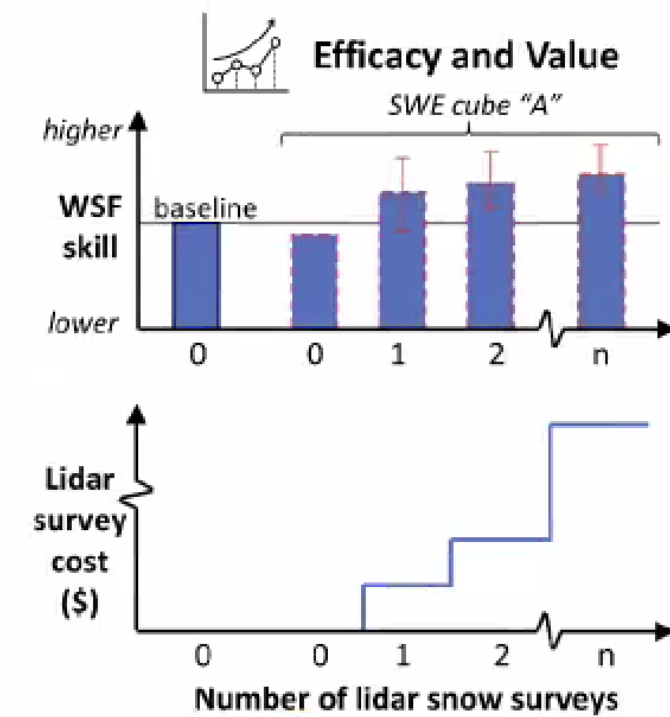 Efficacy and Value
SWE cube “A”
higher
WSF
skill
baseline
lower
0
0
1
2
n
Lidar
survey
cost
($)
0
0
1
2
n
Number of lidar snow surveys